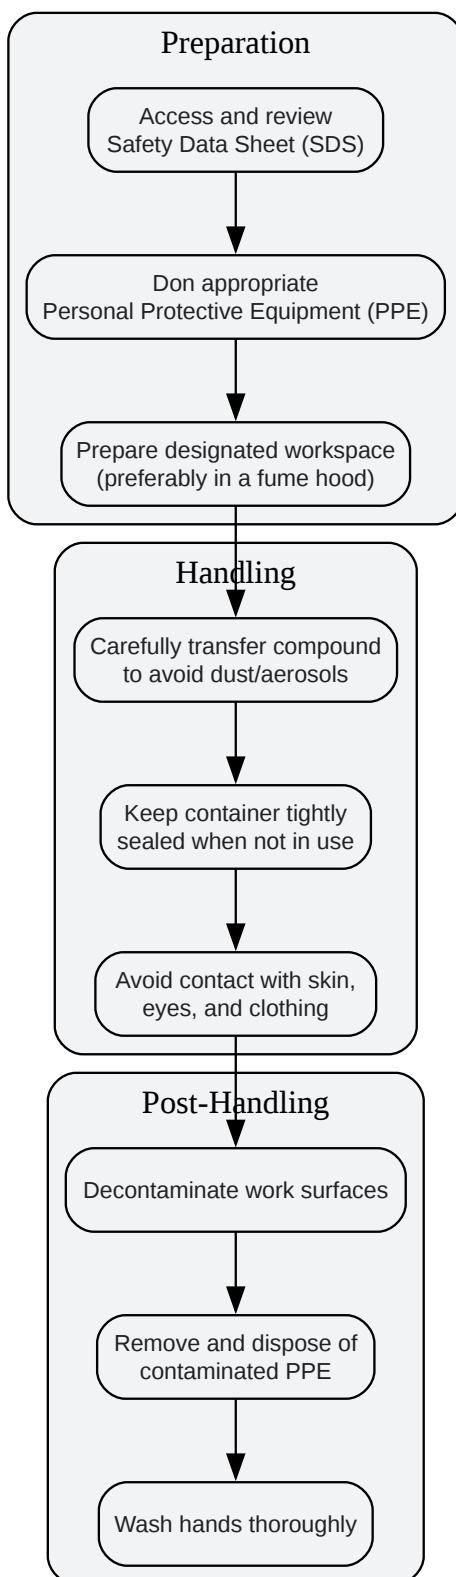 Preparation
Access and review
Safety Data Sheet (SDS)
Don appropriate
Personal Protective Equipment (PPE)
Prepare designated workspace
(preferably in a fume hood)
Handling
Carefully transfer compound
to avoid dust/aerosols
Keep container tightly
sealed when not in use
Avoid contact with skin,
eyes, and clothing
Post-Handling
Decontaminate work surfaces
Remove and dispose of
contaminated PPE
Wash hands thoroughly